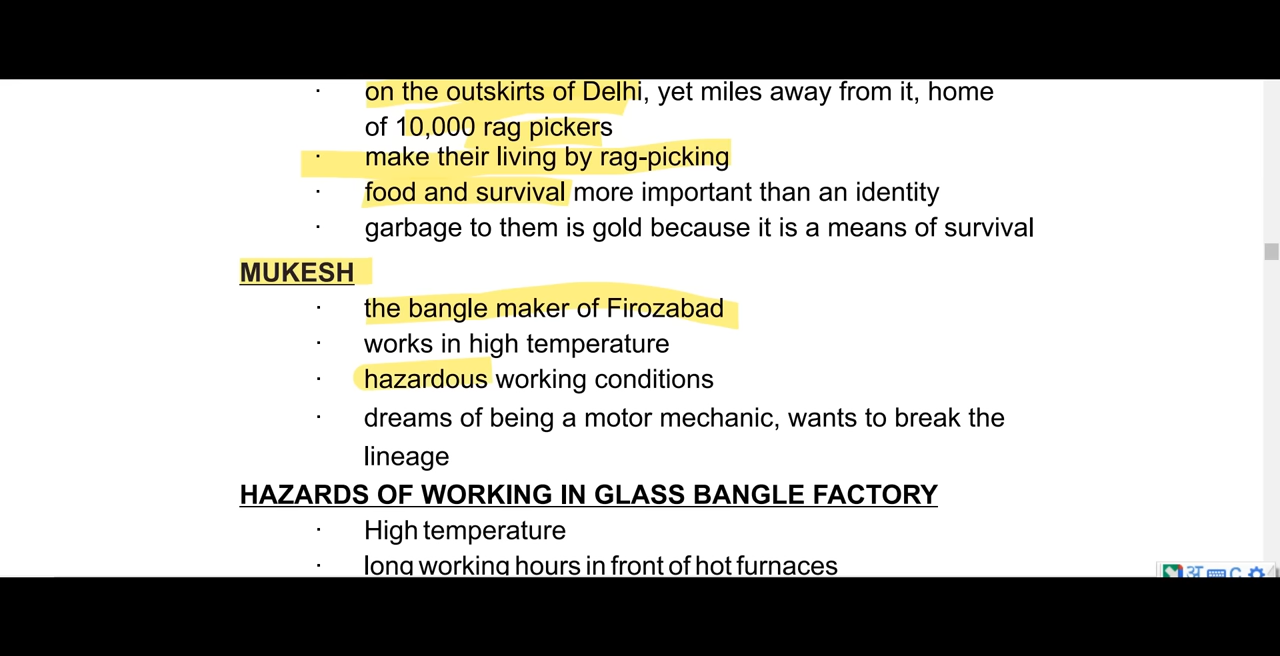 · on the outskirts of Delhi, yet miles away from it, home
of 10,000 rag pickers
· make their living by rag-picking
· food and survival more important than an identity
· garbage to them is gold because it is a means of survival
MUKESH
· the bangle maker of Firozabad
· works in high temperature
· hazardous working conditions
· dreams of being a motor mechanic, wants to break the
lineage
HAZARDS OF WORKING IN GLASS BANGLE FACTORY
· High temperature
· long working hours in front of hot furnaces
अ